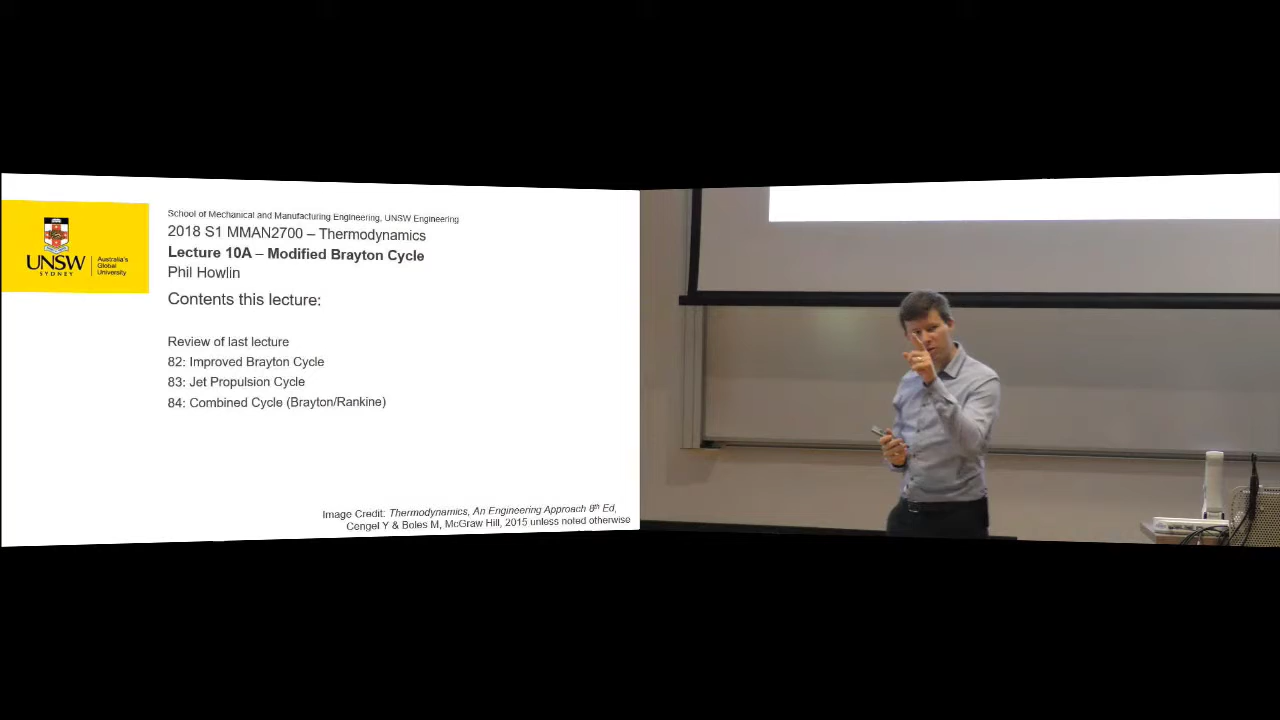 UNSW
SYDNEY
Australia's
Global
University
School of Mechanical and Manufacturing Engineering, UNSW Engineering
2018 S1 MMAN2700 – Thermodynamics
Lecture 10A – Modified Brayton Cycle
Phil Howlin
Contents this lecture:
Review of last lecture
82: Improved Brayton Cycle
83: Jet Propulsion Cycle
84: Combined Cycle (Brayton/Rankine)
Image Credit: Thermodynamics, An Engineering Approach 8th Ed,
Cengel Y & Boles M, McGraw Hill, 2015 unless noted otherwise